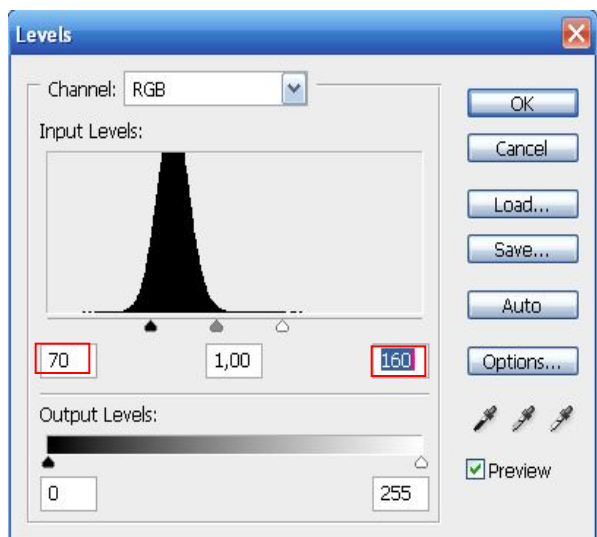 Levels
Channel: RGB
OK
Input Levels:
Cancel
Load...
Save...
Auto
70 1,00 160
Options...
Output Levels:
Preview
0 255